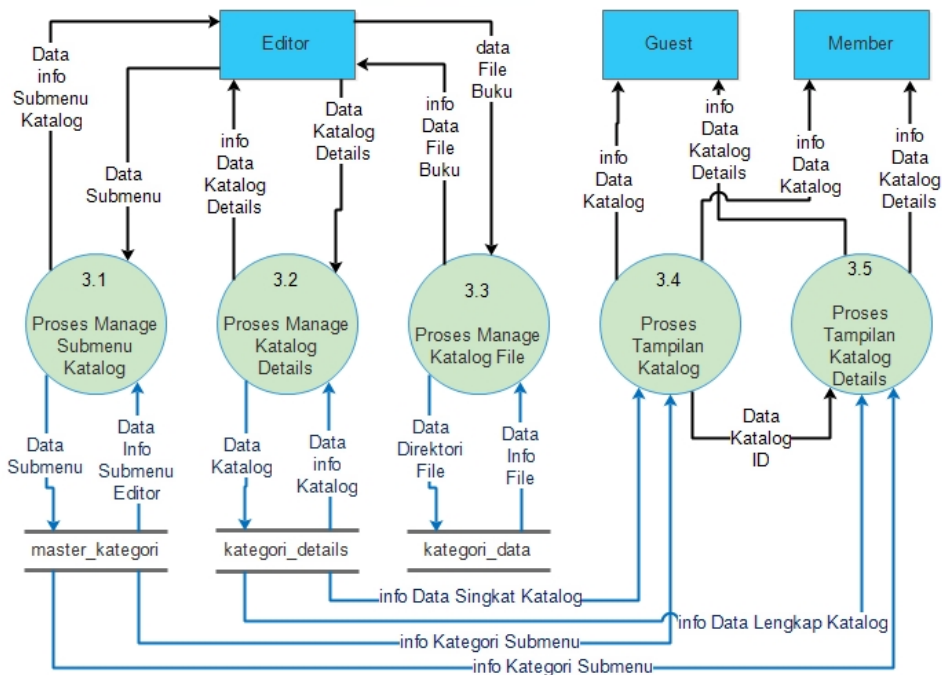 Editor
Guest
Member
Data
info
Submenu
Katalog
Data
Submenu
info
Data
Katalog
Details
Data
Katalog
Details
info
Data
File
Buku
data
File
Buku
info
Data
Katalog
info
Data
Katalog
Details
info
Data
Katalog
info
Data
Katalog
Details
3.1
Proses Manage
Submenu
Katalog
3.2
Proses Manage
Katalog
Details
3.3
Proses Manage
Katalog File
3.4
Proses
Tampilan
Katalog
3.5
Proses
Tampilan
Katalog
Details
Data
Submenu
Data
Info
Submenu
Editor
Data
Katalog
Data
info
Katalog
Data
Direktori
File
Data
Info
File
Data
Katalog
ID
master_kategori
kategori_details
kategori_data
info Data Singkat Katalog
info Data Lengkap Katalog
info Kategori Submenu
info Kategori Submenu